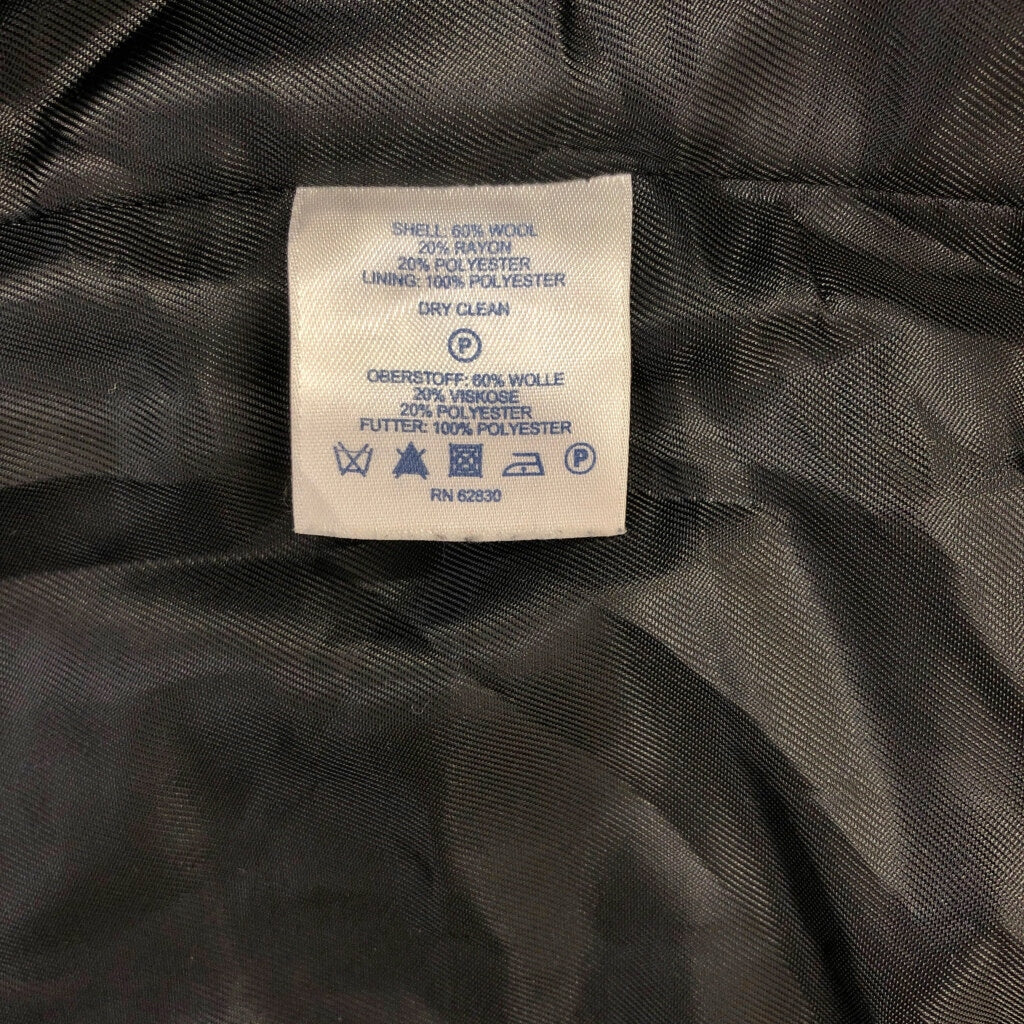 SHELL: 60% WOOL
20% RAYON
20% POLYESTER
LINING: 100% POLYESTER
DRY CLEAN
P
OBERSTOFF: 60% WOLLE
20% VISKOSE
20% POLYESTER
FUTTER: 100% POLYESTER
P
RN 62830